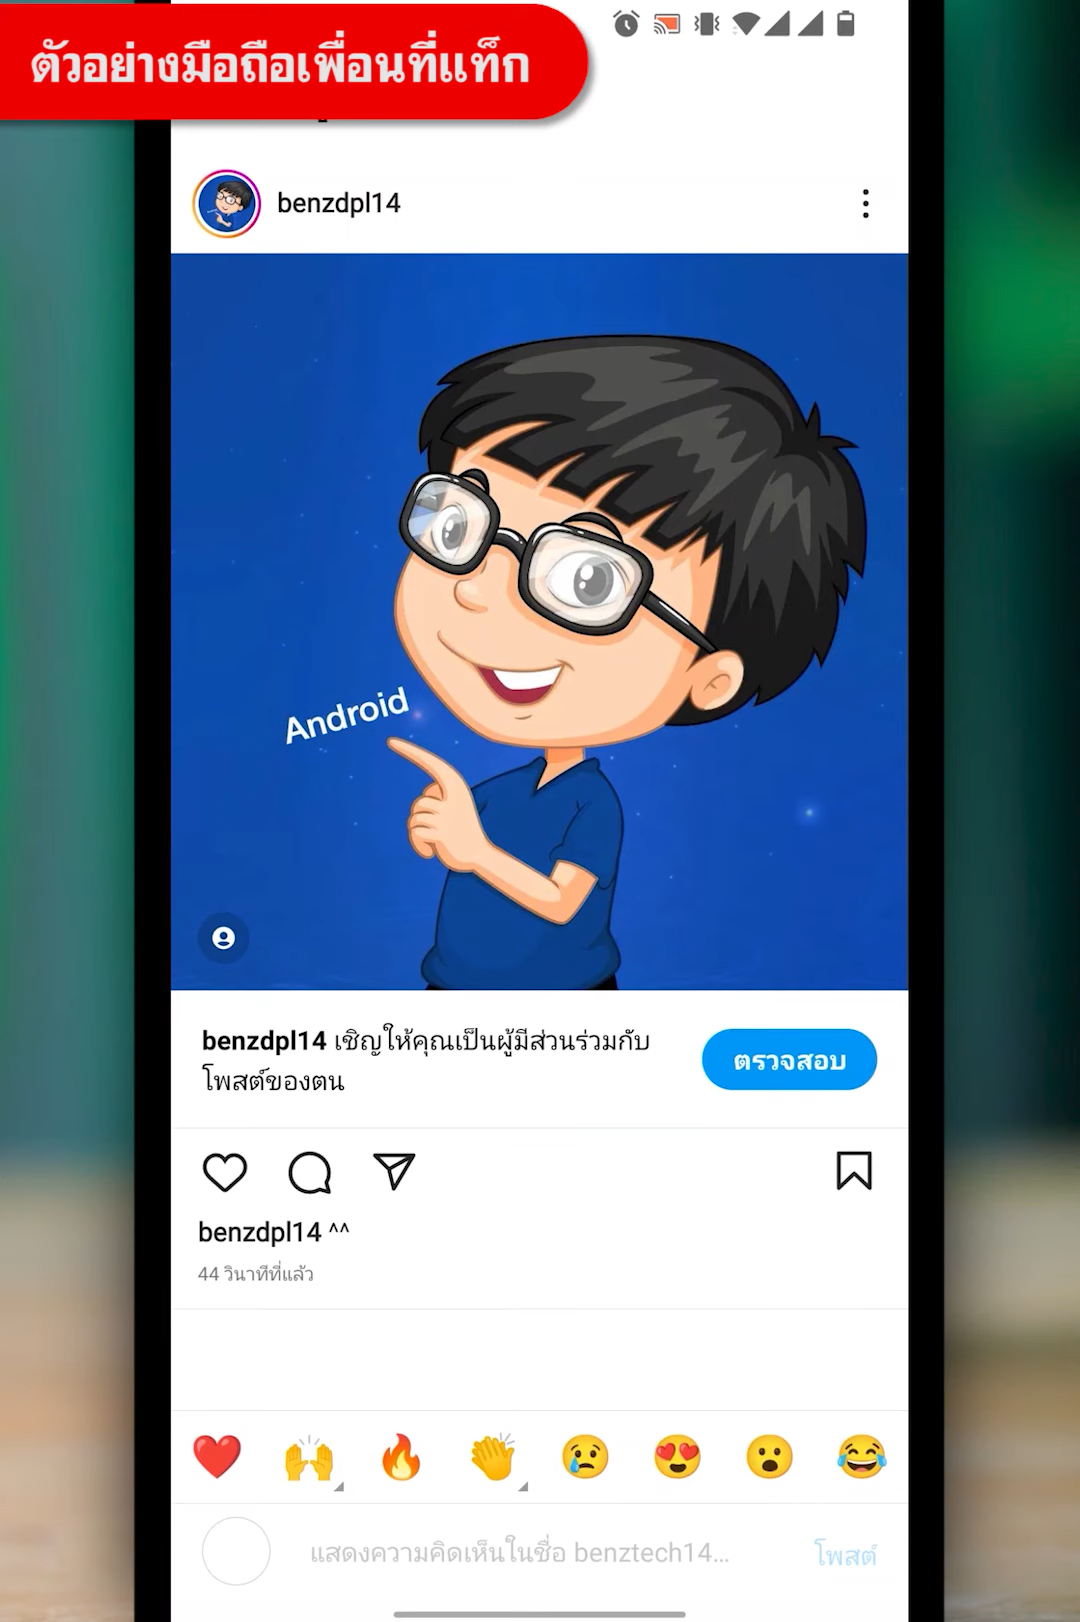 ตัวอย่างมือถือเพื่อนที่แท็ก
benzdpl14
Android
benzdpl14 เชิญให้คุณเป็นผู้มีส่วนร่วมกับ
โพสต์ของตน
ตรวจสอบ
benzdpl14 ^^
44 วินาทีที่แล้ว
แสดงความคิดเห็นในชื่อ benztech14...
โพสต์